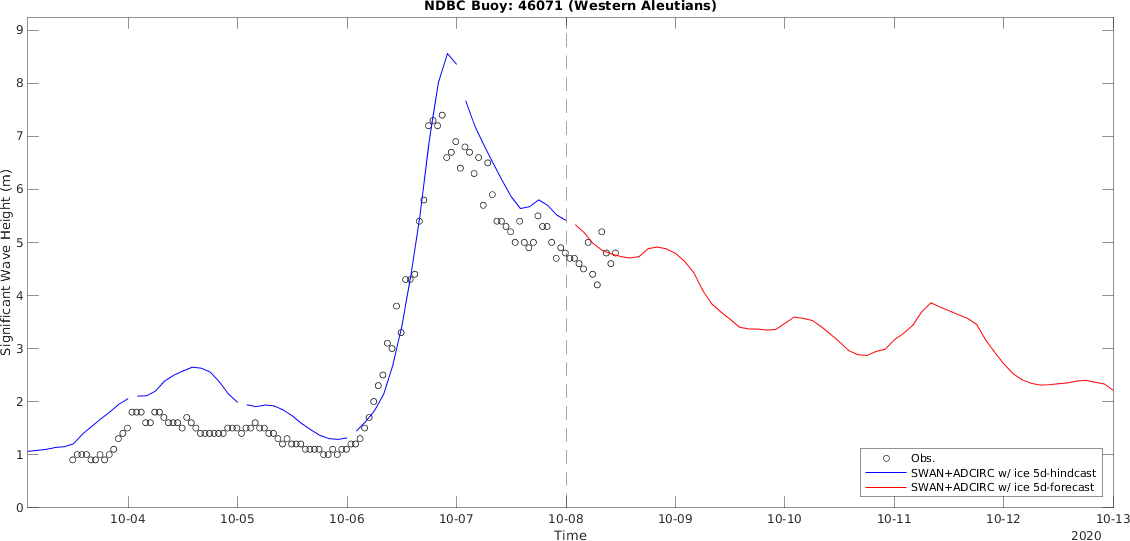 NDBC Buoy: 46071 (Western Aleutians)
9
8
7
6
5
4
3
2
1
0
Significant Wave Height (m)
Obs.
SWAN+ADCIRC w/ ice 5d-hindcast
SWAN+ADCIRC w/ ice 5d-forecast
10-04 10-05 10-06 10-07 10-08 10-09 10-10 10-11 10-12 10-13
Time
2020